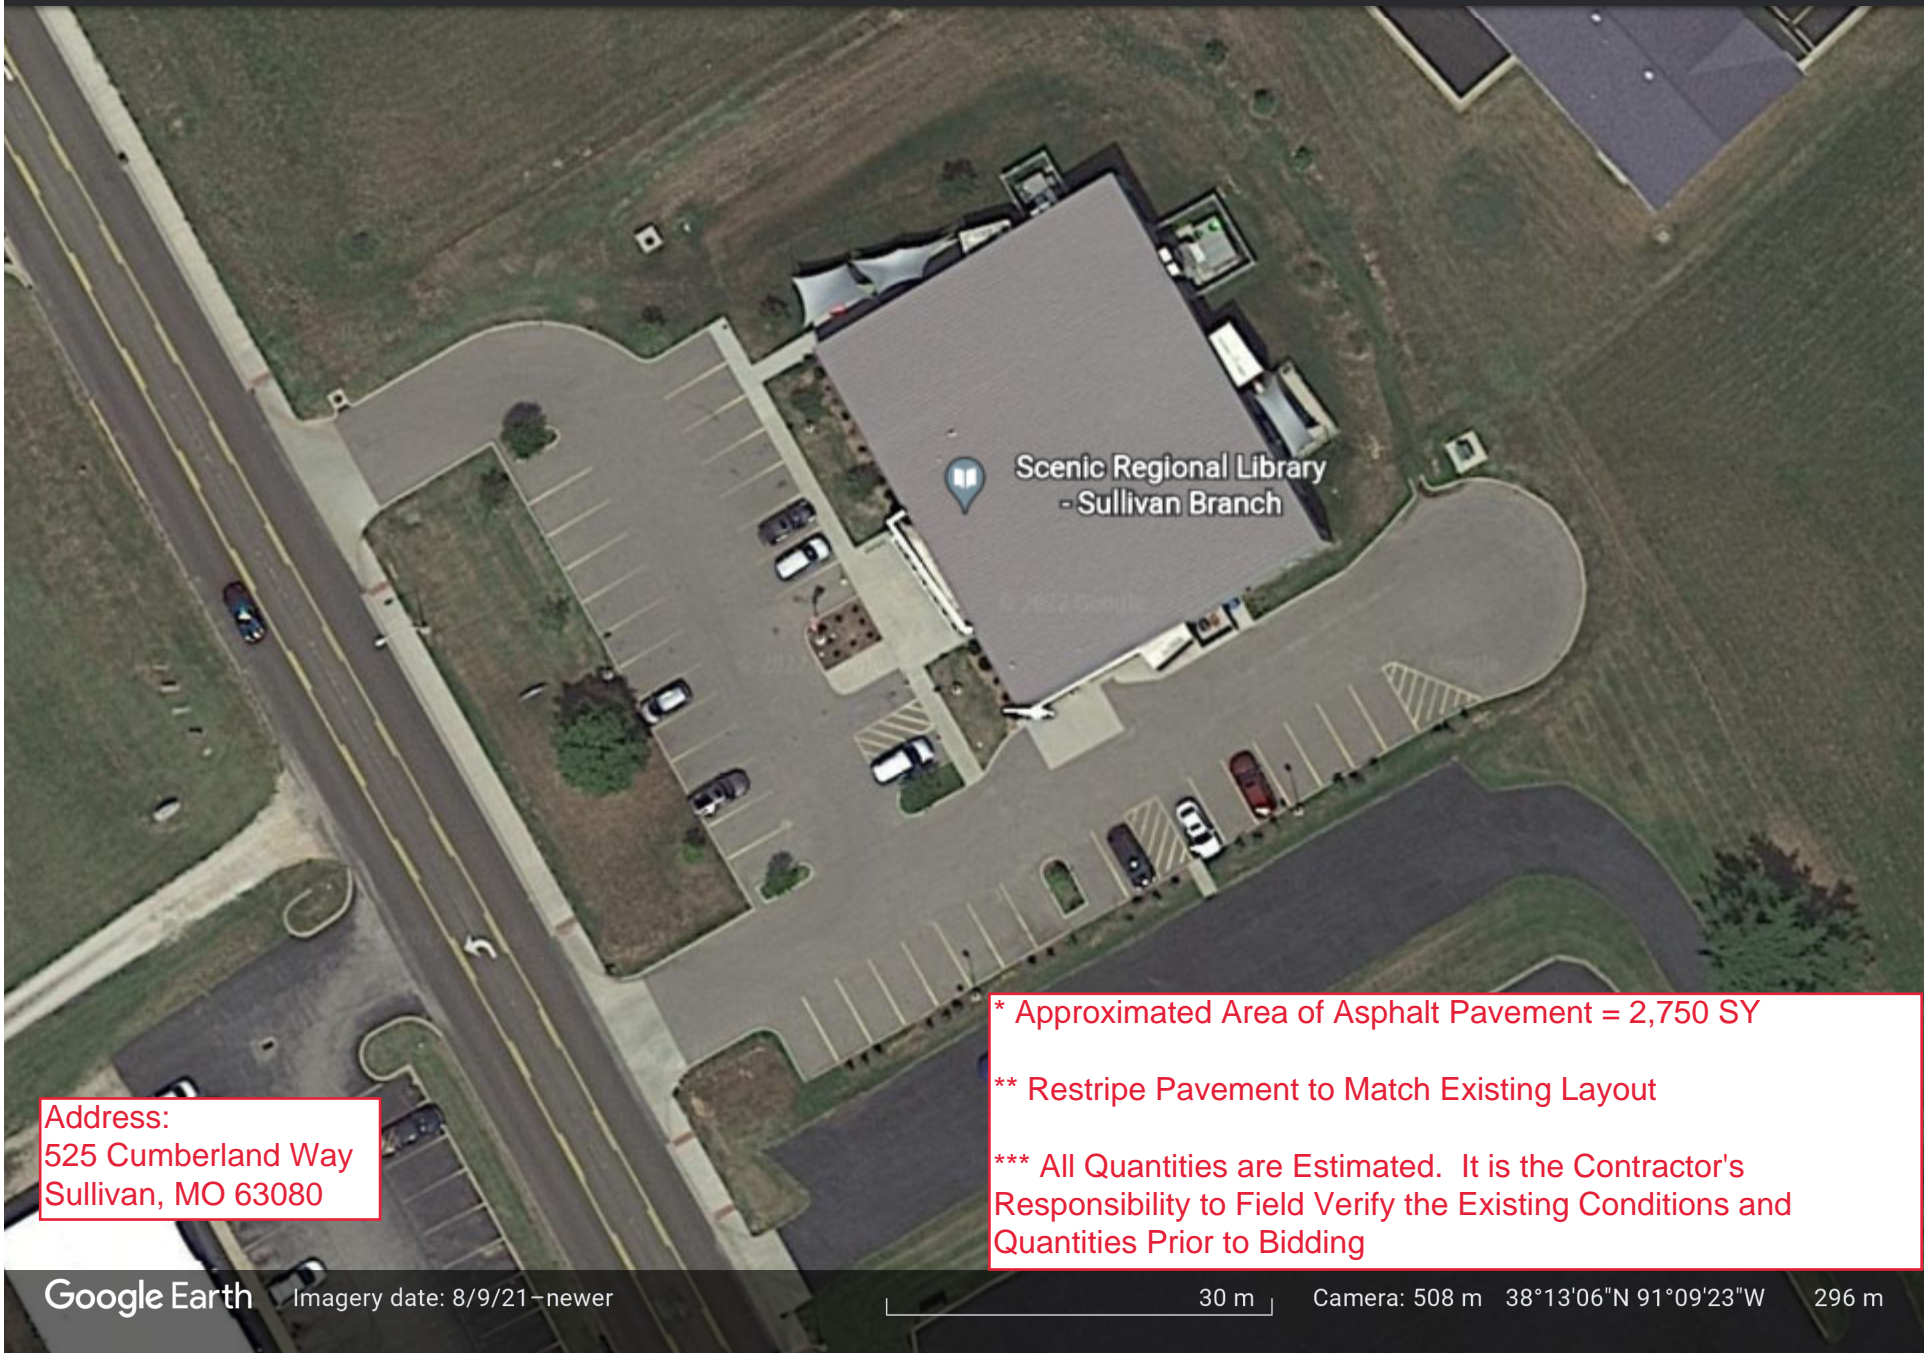 Scenic Regional Library
- Sullivan Branch
© 2022 Google
* Approximated Area of Asphalt Pavement = 2,750 SY
** Restripe Pavement to Match Existing Layout
*** All Quantities are Estimated.  It is the Contractor's
Responsibility to Field Verify the Existing Conditions and
Quantities Prior to Bidding
Address:
525 Cumberland Way
Sullivan, MO 63080
Google Earth
Imagery date: 8/9/21–newer
30 m
Camera: 508 m
38°13'06"N 91°09'23"W
296 m